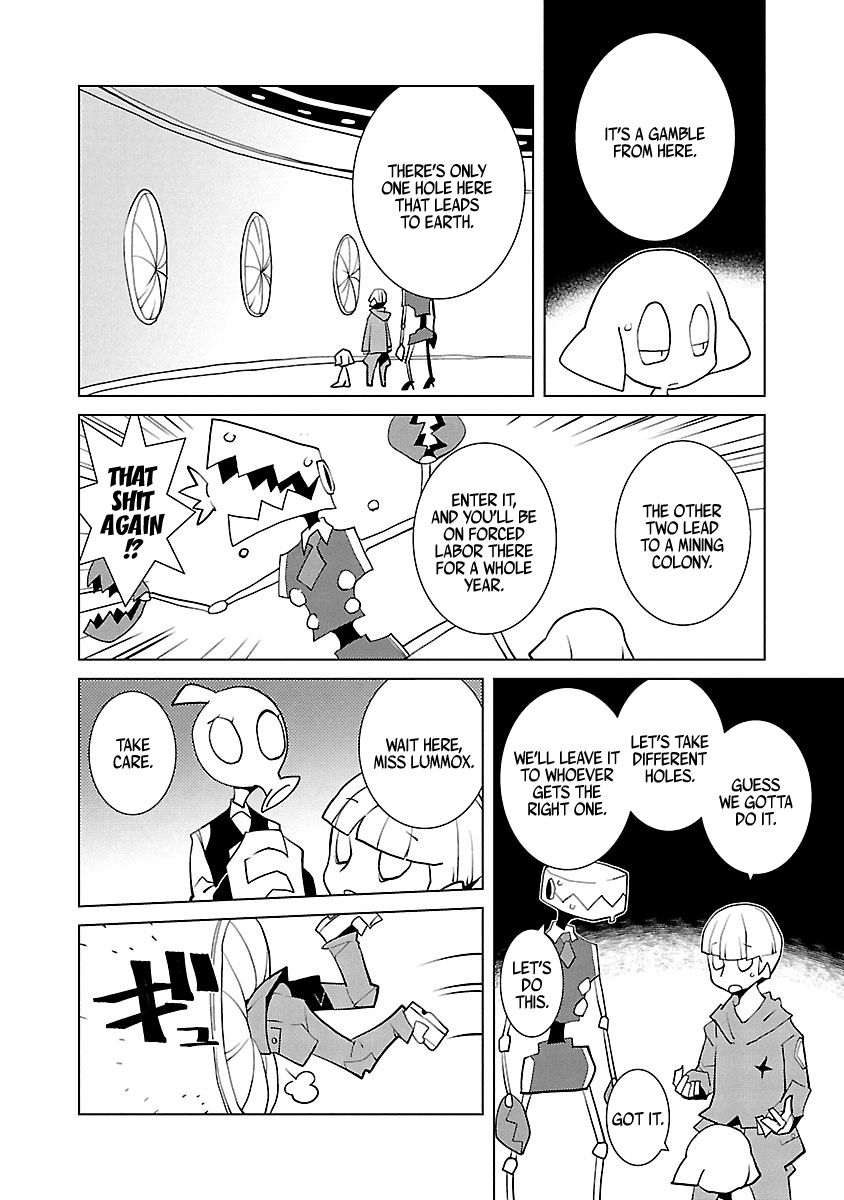 IT'S A GAMBLE
FROM HERE.
THERE'S ONLY
ONE HOLE HERE
THAT LEADS
TO EARTH.
THE OTHER
TWO LEAD
TO A MINING
COLONY.
ENTER IT,
AND YOU'LL BE
ON FORCED
LABOR THERE
FOR A WHOLE
YEAR.
THAT
SHIT
AGAIN
!?
GUESS
WE GOTTA
DO IT.
LET'S TAKE
DIFFERENT
HOLES.
WE'LL LEAVE IT
TO WHOEVER
GETS THE
RIGHT ONE.
LET'S
DO
THIS.
GOT IT.
WAIT HERE,
MISS LUMMOX.
TAKE
CARE.
ギュ